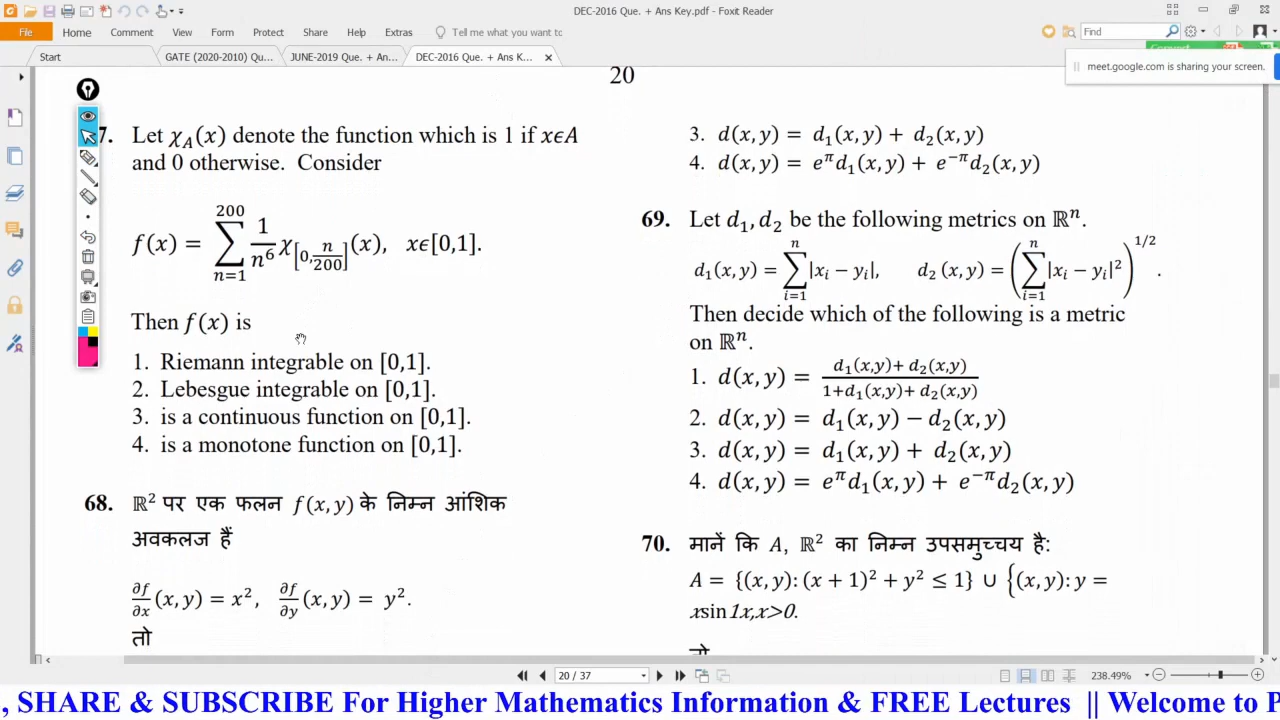 DEC-2016 Que. + Ans Key.pdf - Foxit Reader
File Home Comment View Form Protect Share Help Extras Tell me what you want to Find
Start GATE (2020-2010) Qu... JUNE-2019 Que. + An... DEC-2016 Que. + Ans K...
meet.google.com is sharing your screen.
20
7. Let χ_A(x) denote the function which is 1 if xϵA
and 0 otherwise. Consider
f(x) = ∑_{n=1}^{200} 1/n⁶ χ_{[0, n/200]}(x), xϵ[0,1].
Then f(x) is
1. Riemann integrable on [0,1].
2. Lebesgue integrable on [0,1].
3. is a continuous function on [0,1].
4. is a monotone function on [0,1].
68. ℝ² पर एक फलन f(x,y) के निम्न आंशिक
अवकलज हैं
∂f/∂x (x,y) = x², ∂f/∂y (x,y) = y².
तो
3. d(x,y) = d₁(x,y) + d₂(x,y)
4. d(x,y) = e^π d₁(x,y) + e^−π d₂(x,y)
69. Let d₁, d₂ be the following metrics on ℝⁿ.
d₁(x,y) = ∑_{i=1}^{n} |xᵢ − yᵢ|, d₂ (x,y) = (∑_{i=1}^{n} |xᵢ − yᵢ|²)^{1/2}.
Then decide which of the following is a metric
on ℝⁿ.
1. d(x,y) = (d₁(x,y)+ d₂(x,y))/(1+d₁(x,y)+ d₂(x,y))
2. d(x,y) = d₁(x,y) − d₂(x,y)
3. d(x,y) = d₁(x,y) + d₂(x,y)
4. d(x,y) = e^π d₁(x,y) + e^−π d₂(x,y)
70. मानें कि A, ℝ² का निम्न उपसमुच्चय है:
A = {(x,y): (x + 1)² + y² ≤ 1} ∪ {(x,y): y =
xsin1x,x>0.
20 / 37 238.49%
, SHARE & SUBSCRIBE For Higher Mathematics Information & FREE Lectures || Welcome to